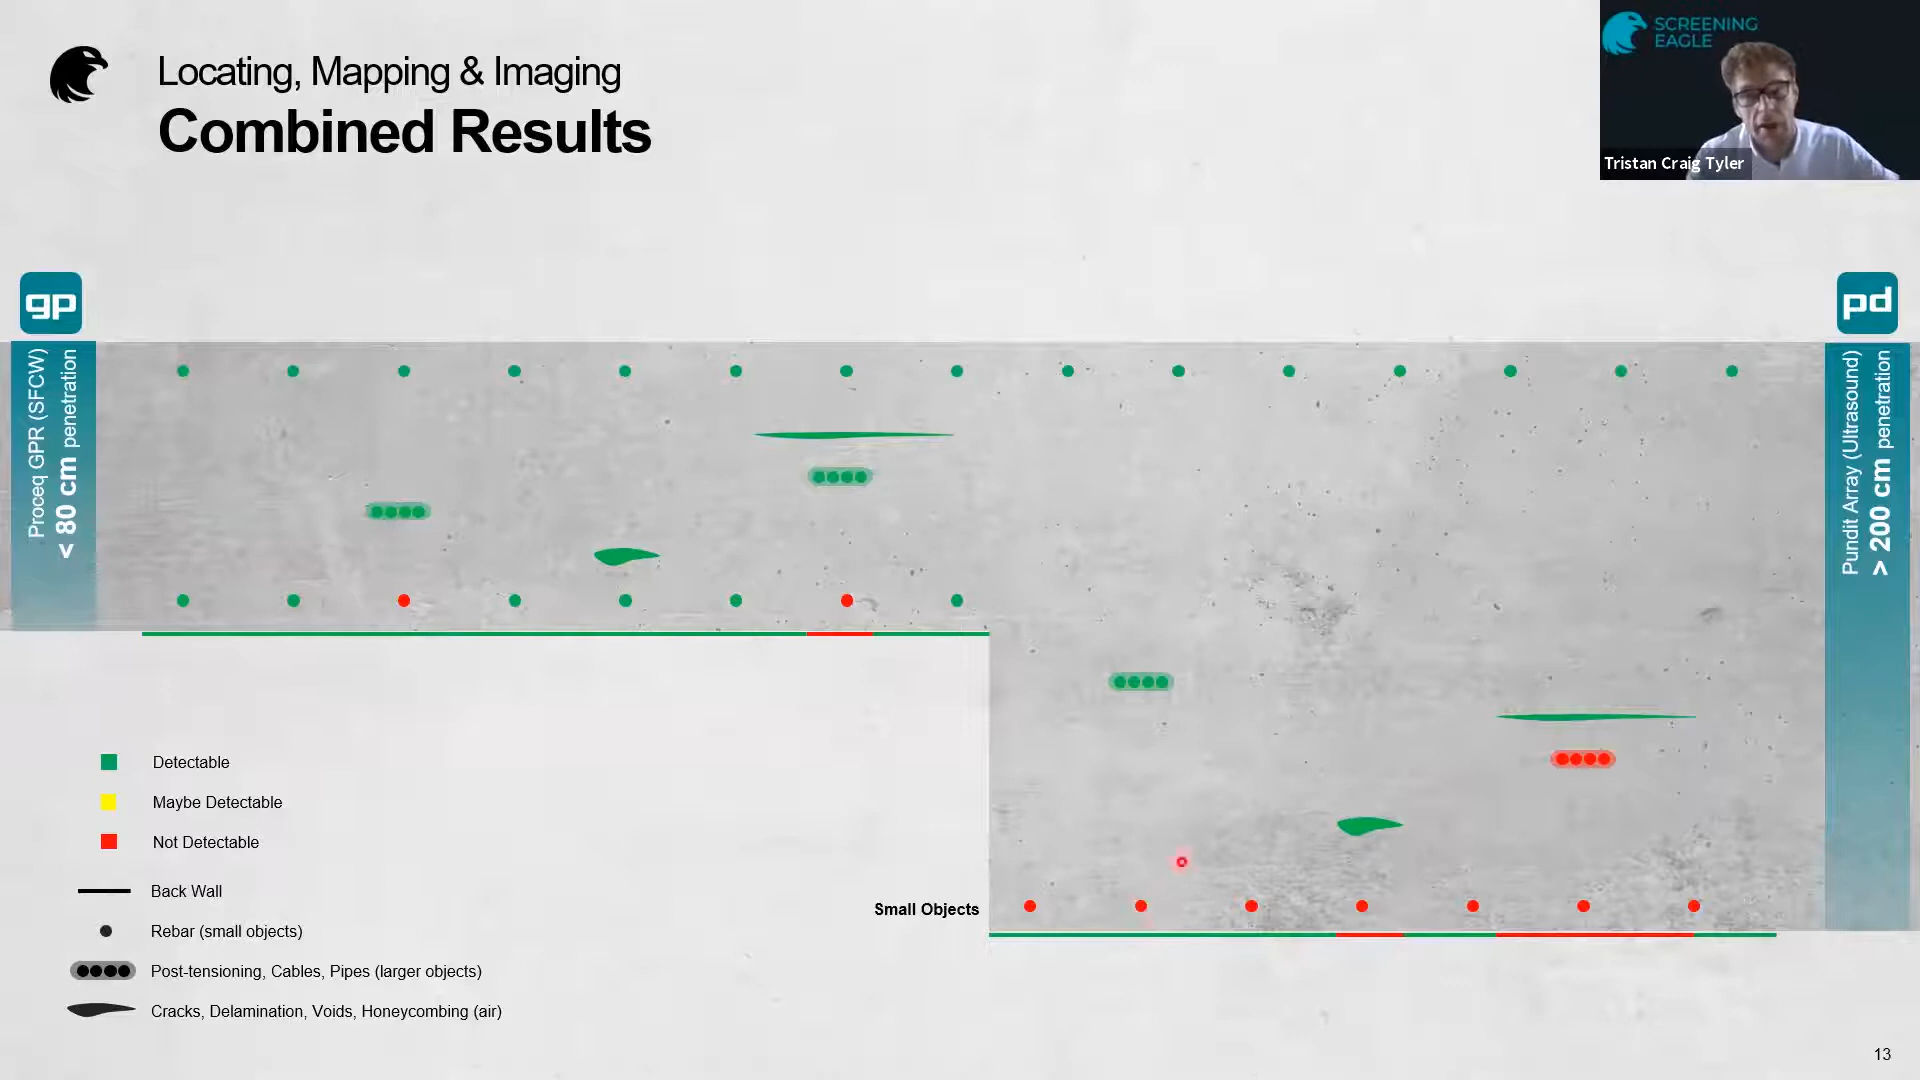 Locating, Mapping & Imaging
Combined Results
SCREENING
EAGLE
Tristan Craig Tyler
gp
pd
Proceq GPR (SFCW)
< 80 cm penetration
Pundit Array (Ultrasound)
> 200 cm penetration
Detectable
Maybe Detectable
Not Detectable
Back Wall
Small Objects
Rebar (small objects)
Post-tensioning, Cables, Pipes (larger objects)
Cracks, Delamination, Voids, Honeycombing (air)
13